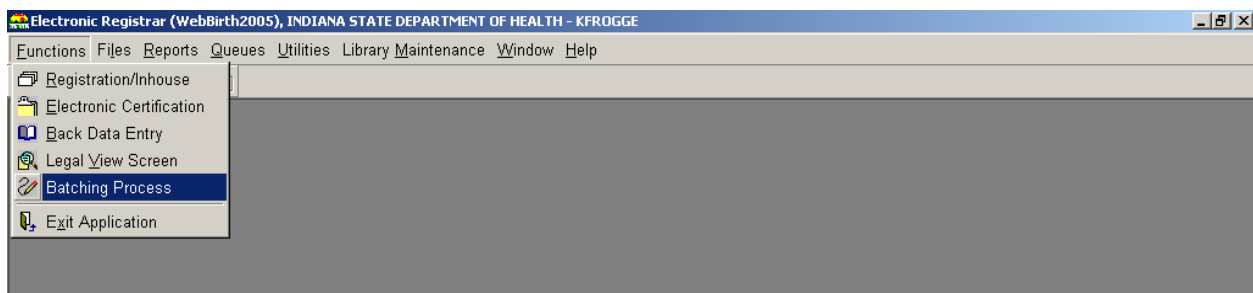 Electronic Registrar (WebBirth2005), INDIANA STATE DEPARTMENT OF HEALTH - KFROGGE
Functions Files Reports Queues Utilities Library Maintenance Window Help
Registration/Inhouse
Electronic Certification
Back Data Entry
Legal View Screen
Batching Process
Exit Application